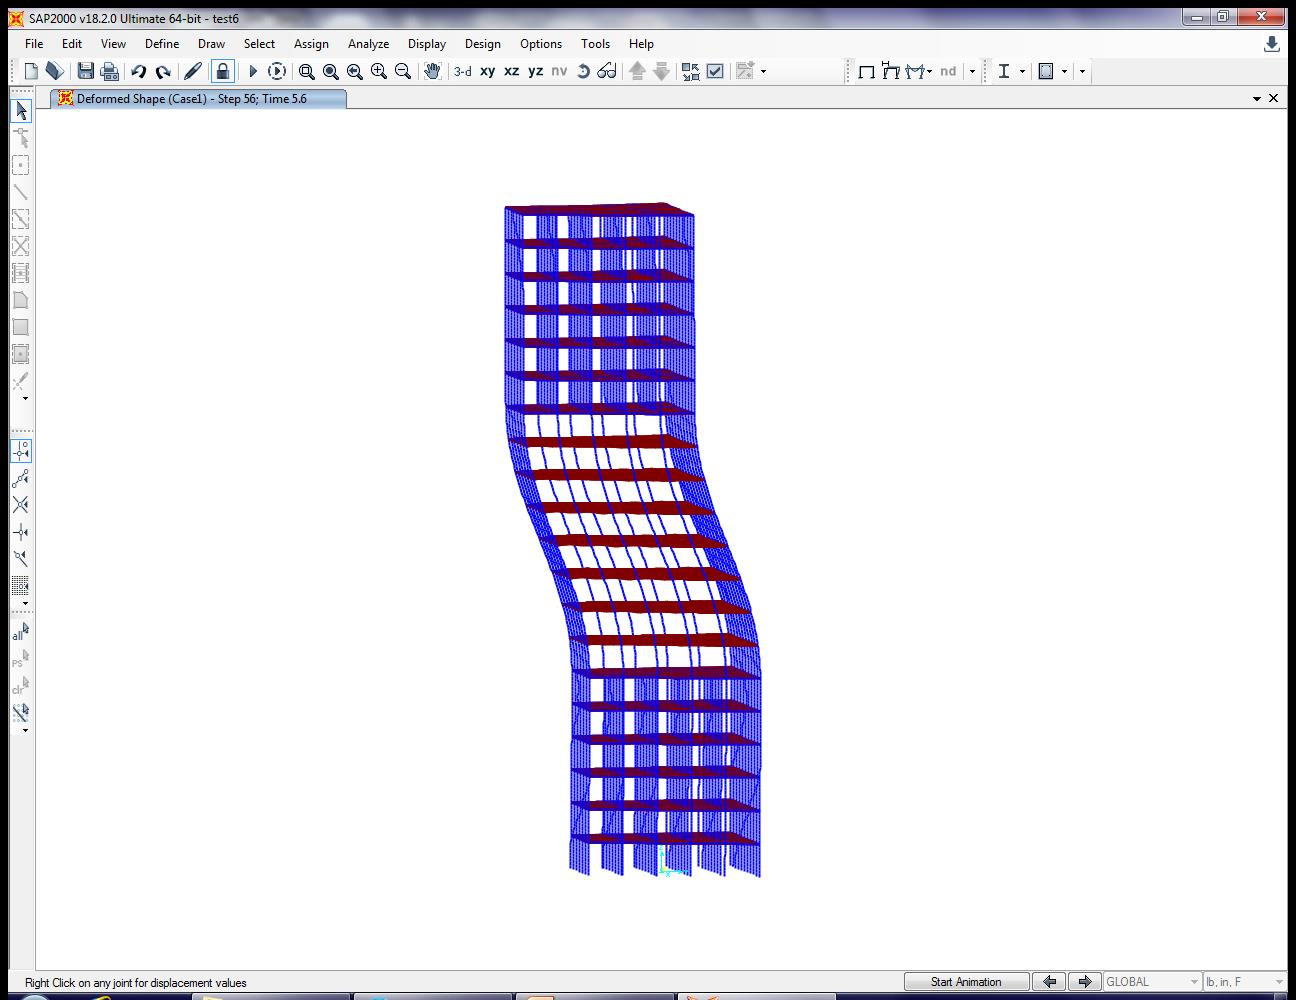 SAP2000 v18.2.0 Ultimate 64-bit - test6
File Edit View Define Draw Select Assign Analyze Display Design Options Tools Help
3-d xy xz yz nv nd
Deformed Shape (Case1) - Step 56; Time 5.6
all
ps
clr
Right Click on any joint for displacement values Start Animation GLOBAL lb, in, F